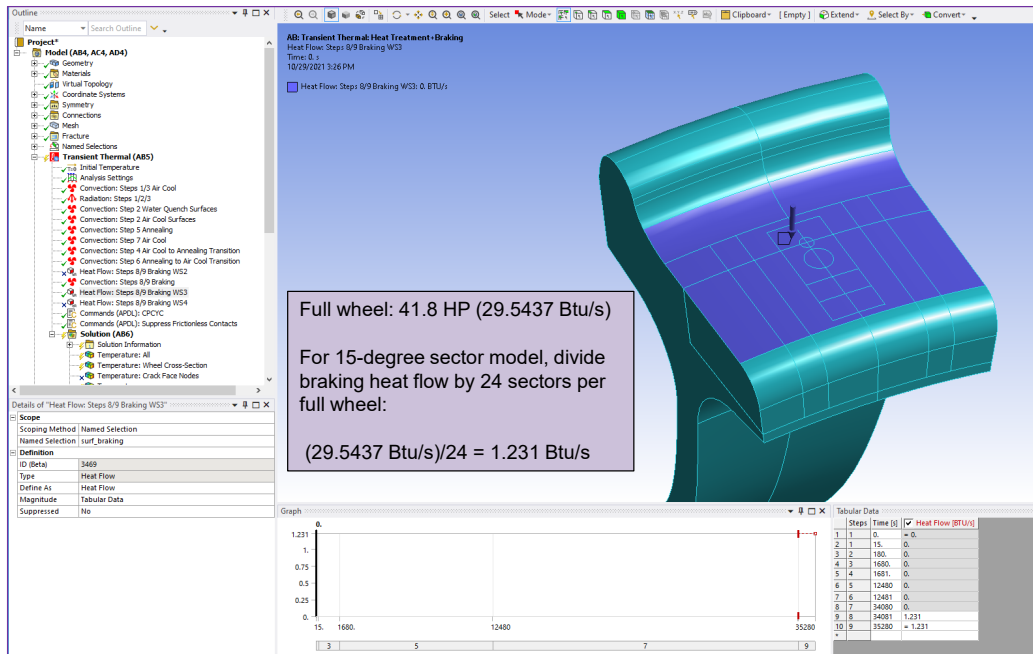 Outline
Name
Search Outline
Select
Mode
Clipboard
[ Empty ]
Extend
Select By
Convert
Project*
Model (AB4, AC4, AD4)
Geometry
Materials
Virtual Topology
Coordinate Systems
Symmetry
Connections
Mesh
Fracture
Named Selections
Transient Thermal (AB5)
Initial Temperature
Analysis Settings
Convection: Steps 1/3 Air Cool
Radiation: Steps 1/2/3
Convection: Step 2 Water Quench Surfaces
Convection: Step 2 Air Cool Surfaces
Convection: Step 5 Annealing
Convection: Step 7 Air Cool
Convection: Step 4 Air Cool to Annealing Transition
Convection: Step 6 Annealing to Air Cool Transition
Heat Flow: Steps 8/9 Braking WS2
Convection: Steps 8/9 Braking
Heat Flow: Steps 8/9 Braking WS3
Heat Flow: Steps 8/9 Braking WS4
Commands (APDL): CPCYC
Commands (APDL): Suppress Frictionless Contacts
Solution (AB6)
Solution Information
Temperature: All
Temperature: Wheel Cross-Section
Temperature: Crack Face Nodes
AB: Transient Thermal: Heat Treatment+Braking
Heat Flow: Steps 8/9 Braking WS3
Time: 0. s
10/29/2021 3:26 PM
Heat Flow: Steps 8/9 Braking WS3: 0. BTU/s
Full wheel: 41.8 HP (29.5437 Btu/s)
For 15-degree sector model, divide
braking heat flow by 24 sectors per
full wheel:
(29.5437 Btu/s)/24 = 1.231 Btu/s
Details of "Heat Flow: Steps 8/9 Braking WS3"
Scope
Scoping Method Named Selection
Named Selection surf_braking
Definition
ID (Beta) 3469
Type Heat Flow
Define As Heat Flow
Magnitude Tabular Data
Suppressed No
Graph
0.
1.231
1.
0.75
0.5
0.25
0.
15. 1680. 12480 35280
3 5 7 9
Tabular Data
Steps Time [s] Heat Flow [BTU/s]
1 1 0. = 0.
2 1 15. 0.
3 2 180. 0.
4 3 1680. 0.
5 4 1681. 0.
6 5 12480 0.
7 6 12481 0.
8 7 34080 0.
9 8 34081 1.231
10 9 35280 = 1.231
*